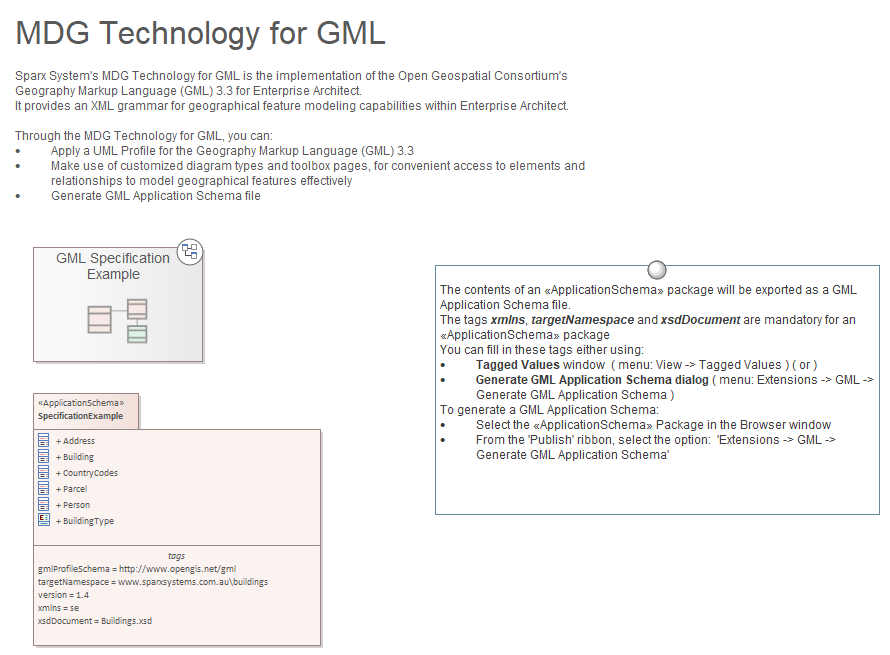 MDG Technology for GML
Sparx System's MDG Technology for GML is the implementation of the Open Geospatial Consortium's
Geography Markup Language (GML) 3.3 for Enterprise Architect.
It provides an XML grammar for geographical feature modeling capabilities within Enterprise Architect.
Through the MDG Technology for GML, you can:
• Apply a UML Profile for the Geography Markup Language (GML) 3.3
• Make use of customized diagram types and toolbox pages, for convenient access to elements and
relationships to model geographical features effectively
• Generate GML Application Schema file
GML Specification
Example
The contents of an «ApplicationSchema» package will be exported as a GML
Application Schema file.
The tags xmlns, targetNamespace and xsdDocument are mandatory for an
«ApplicationSchema» package
You can fill in these tags either using:
• Tagged Values window ( menu: View -> Tagged Values ) ( or )
• Generate GML Application Schema dialog ( menu: Extensions -> GML ->
Generate GML Application Schema )
To generate a GML Application Schema:
• Select the «ApplicationSchema» Package in the Browser window
• From the 'Publish' ribbon, select the option: 'Extensions -> GML ->
Generate GML Application Schema'
«ApplicationSchema»
SpecificationExample
+ Address
+ Building
+ CountryCodes
+ Parcel
+ Person
E + BuildingType
tags
gmlProfileSchema = http://www.opengis.net/gml
targetNamespace = www.sparxsystems.com.au\buildings
version = 1.4
xmlns = se
xsdDocument = Buildings.xsd